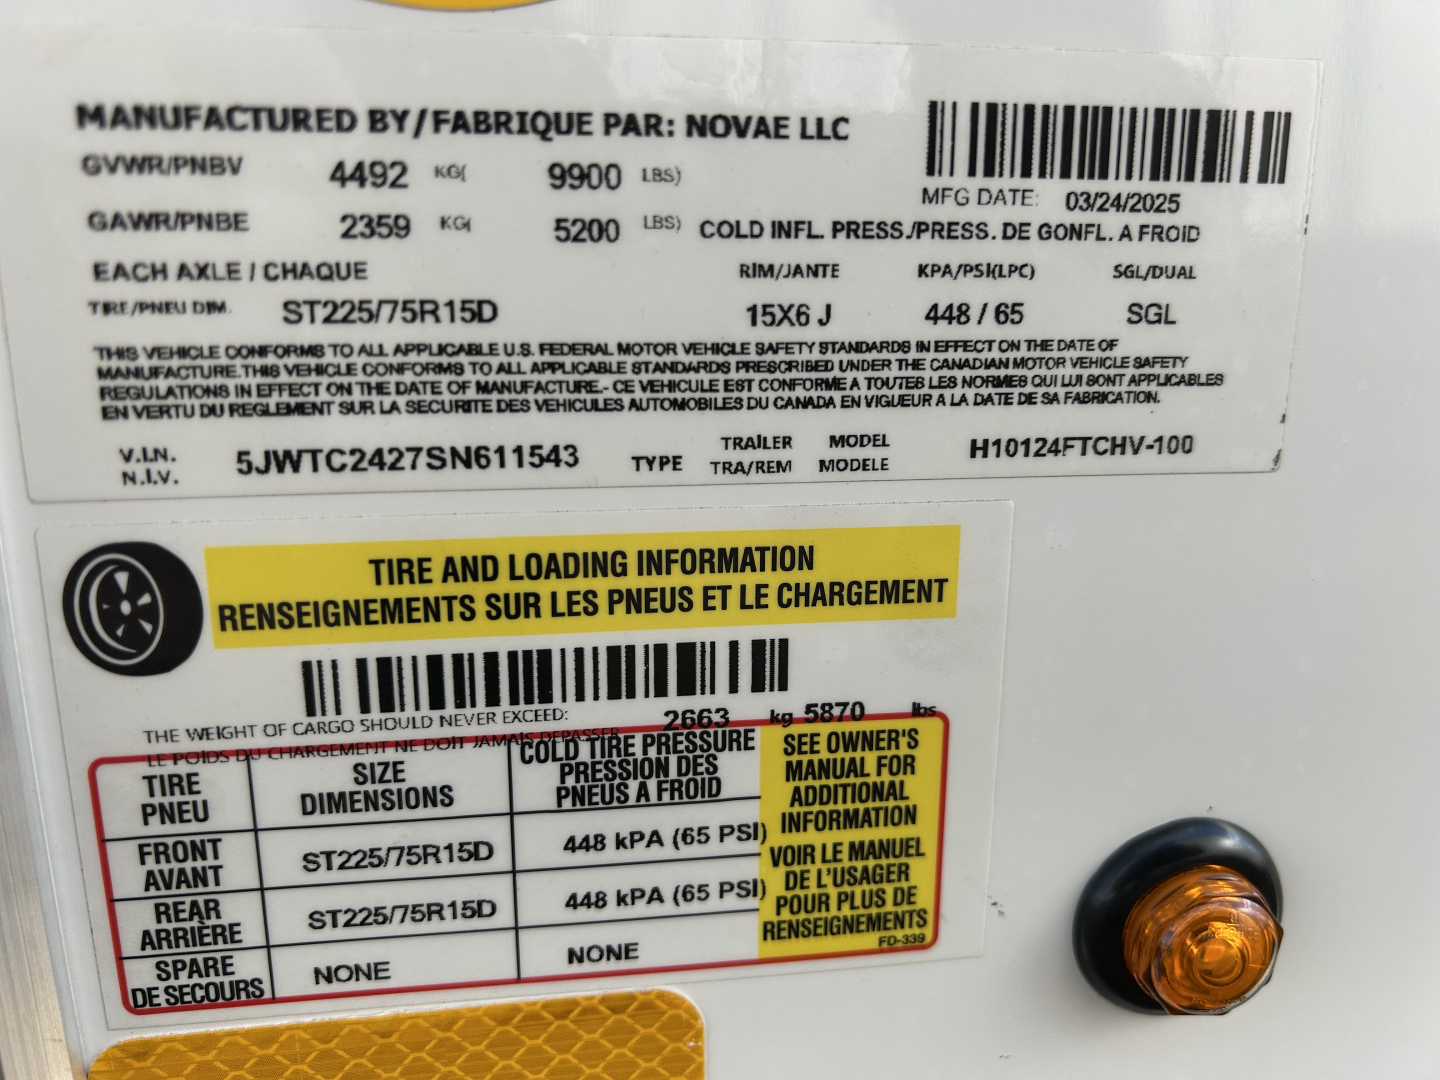 MANUFACTURED BY/FABRIQUE PAR: NOVAE LLC
GVWR/PNBV 4492 KG( 9900 LBS)
MFG DATE: 03/24/2025
GAWR/PNBE 2359 KG( 5200 LBS) COLD INFL. PRESS./PRESS. DE GONFL. A FROID
EACH AXLE / CHAQUE RIM/JANTE KPA/PSI(LPC) SGL/DUAL
TIRE/PNEU DIM. ST225/75R15D 15X6 J 448 / 65 SGL
THIS VEHICLE CONFORMS TO ALL APPLICABLE U.S. FEDERAL MOTOR VEHICLE SAFETY STANDARDS IN EFFECT ON THE DATE OF
MANUFACTURE.THIS VEHICLE CONFORMS TO ALL APPLICABLE STANDARDS PRESCRIBED UNDER THE CANADIAN MOTOR VEHICLE SAFETY
REGULATIONS IN EFFECT ON THE DATE OF MANUFACTURE.- CE VEHICULE EST CONFORME A TOUTES LES NORMES QUI LUI SONT APPLICABLES
EN VERTU DU REGLEMENT SUR LA SECURITE DES VEHICULES AUTOMOBILES DU CANADA EN VIGUEUR A LA DATE DE SA FABRICATION.
V.I.N. 5JWTC2427SN611543 TYPE TRAILER MODEL H10124FTCHV-100
N.I.V. TRA/REM MODELE
TIRE AND LOADING INFORMATION
RENSEIGNEMENTS SUR LES PNEUS ET LE CHARGEMENT
THE WEIGHT OF CARGO SHOULD NEVER EXCEED: 2663 kg 5870 lbs
LE POIDS DU CHARGEMENT NE DOIT JAMAIS DEPASSER
TIRE
PNEU
SIZE
DIMENSIONS
COLD TIRE PRESSURE
PRESSION DES
PNEUS A FROID
FRONT
AVANT
ST225/75R15D
448 kPA (65 PSI)
REAR
ARRIÈRE
ST225/75R15D
448 kPA (65 PSI)
SPARE
DE SECOURS
NONE
NONE
SEE OWNER'S
MANUAL FOR
ADDITIONAL
INFORMATION
VOIR LE MANUEL
DE L'USAGER
POUR PLUS DE
RENSEIGNEMENTS
FD-339